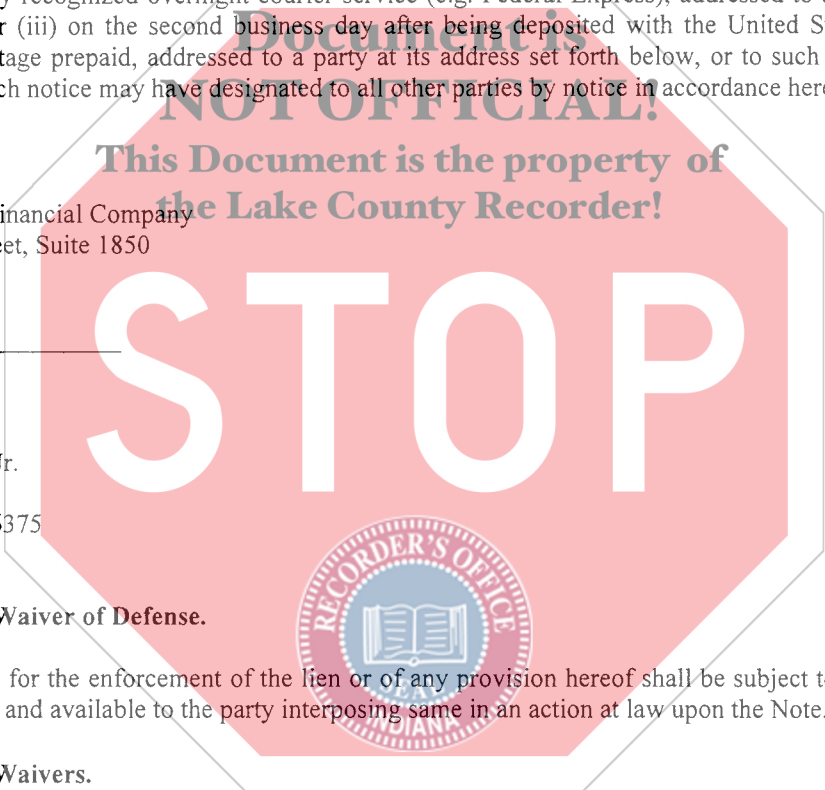 recognized overnight courier service (e.g. Federal Express), addressed to
r (iii) on the second business day after being deposited with the United S
tage prepaid, addressed to a party at its address set forth below, or to such
ch notice may have designated to all other parties by notice in accordance here
Document is
NOT OFFICIAL!
This Document is the property of
the Lake County Recorder!
inancial Company
eet, Suite 1850
STOP
Jr.
5375
RECORDER'S OFFICE
SEAL
INDIANA
Waiver of Defense.
for the enforcement of the lien or of any provision hereof shall be subject t
and available to the party interposing same in an action at law upon the Note.
Waivers.